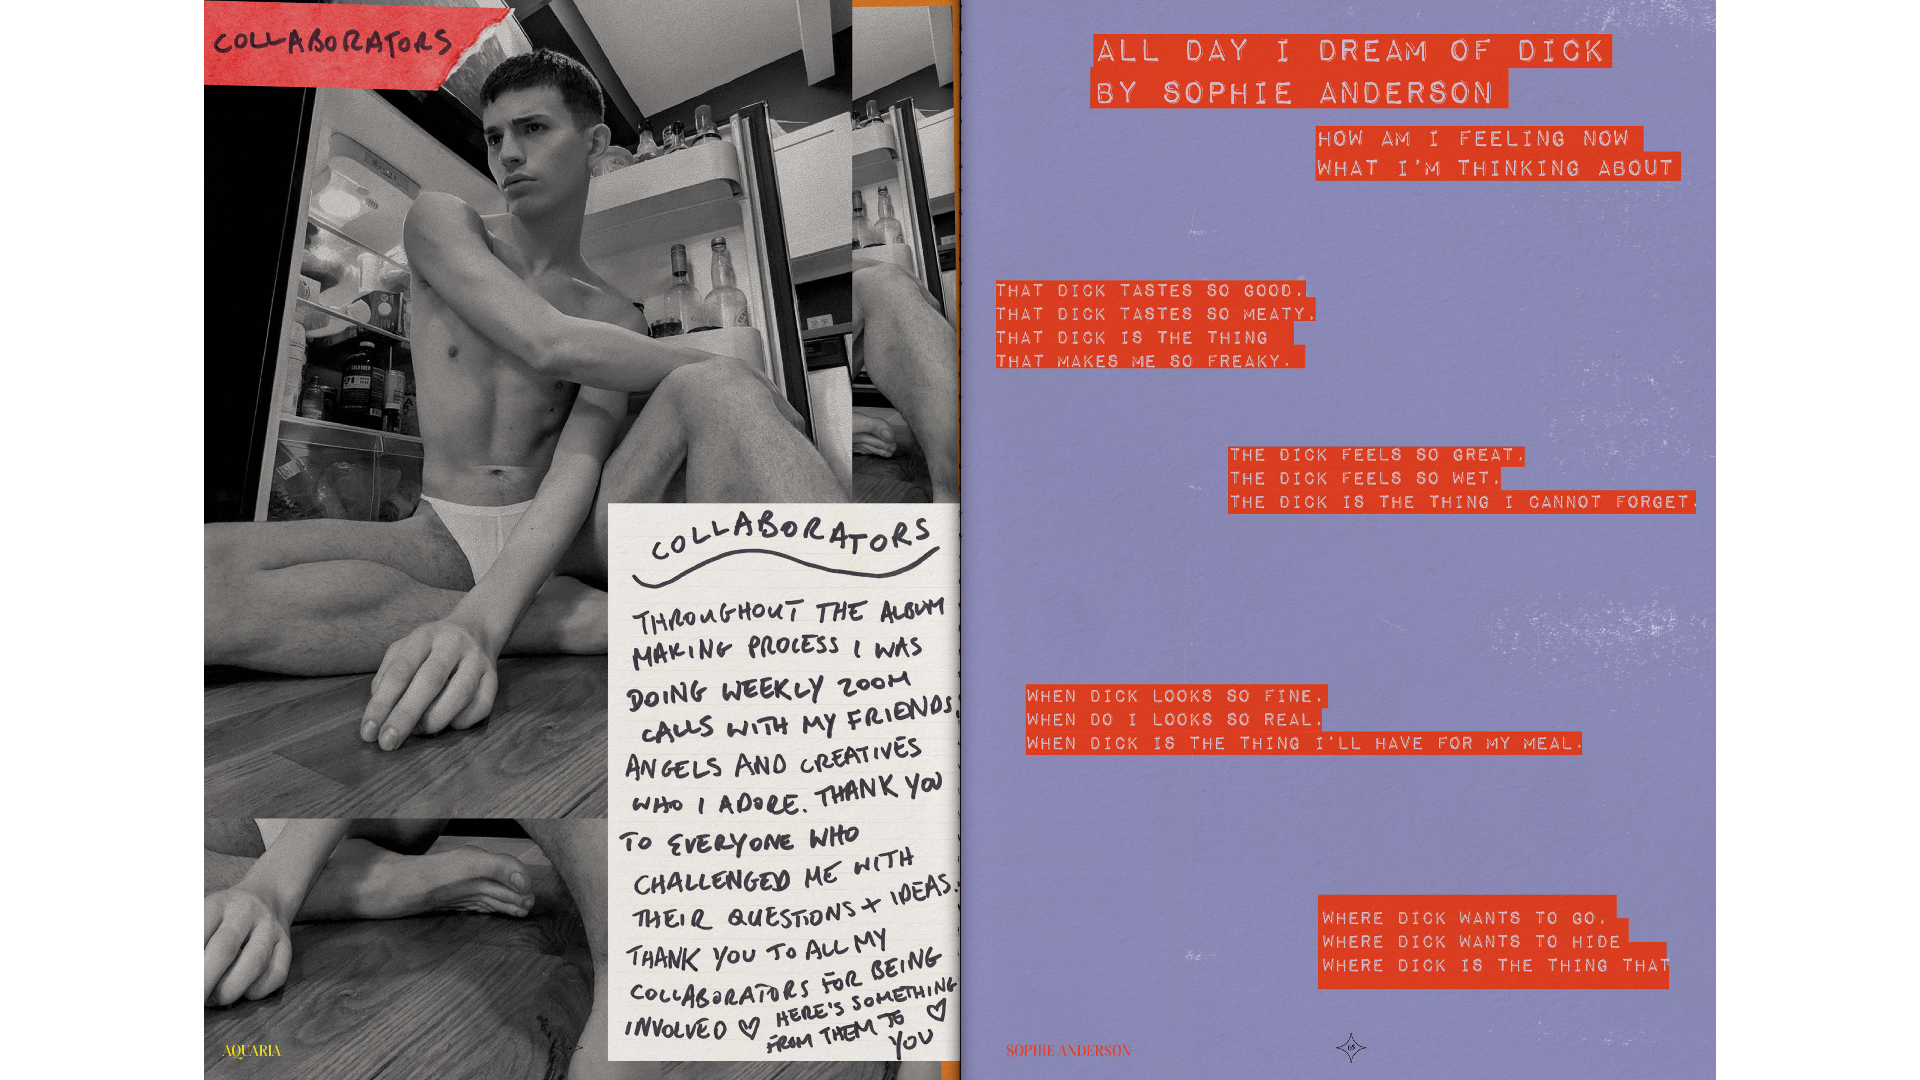 COLLABORATORS
COLLABORATORS
THROUGHOUT THE ALBUM
MAKING PROCESS I WAS
DOING WEEKLY ZOOM
CALLS WITH MY FRIENDS,
ANGELS AND CREATIVES
WHO I ADORE. THANK YOU
TO EVERYONE WHO
CHALLENGED ME WITH
THEIR QUESTIONS + IDEAS.
THANK YOU TO ALL MY
COLLABORATORS FOR BEING
INVOLVED ♡ HERE'S SOMETHING
FROM THEM TO ♡
YOU
AQUARIA
ALL DAY I DREAM OF DICK
BY SOPHIE ANDERSON
HOW AM I FEELING NOW
WHAT I'M THINKING ABOUT
THAT DICK TASTES SO GOOD.
THAT DICK TASTES SO MEATY.
THAT DICK IS THE THING
THAT MAKES ME SO FREAKY.
THE DICK FEELS SO GREAT.
THE DICK FEELS SO WET.
THE DICK IS THE THING I CANNOT FORGET.
WHEN DICK LOOKS SO FINE.
WHEN DO I LOOKS SO REAL.
WHEN DICK IS THE THING I'LL HAVE FOR MY MEAL.
WHERE DICK WANTS TO GO.
WHERE DICK WANTS TO HIDE
WHERE DICK IS THE THING THAT
SOPHIE ANDERSON